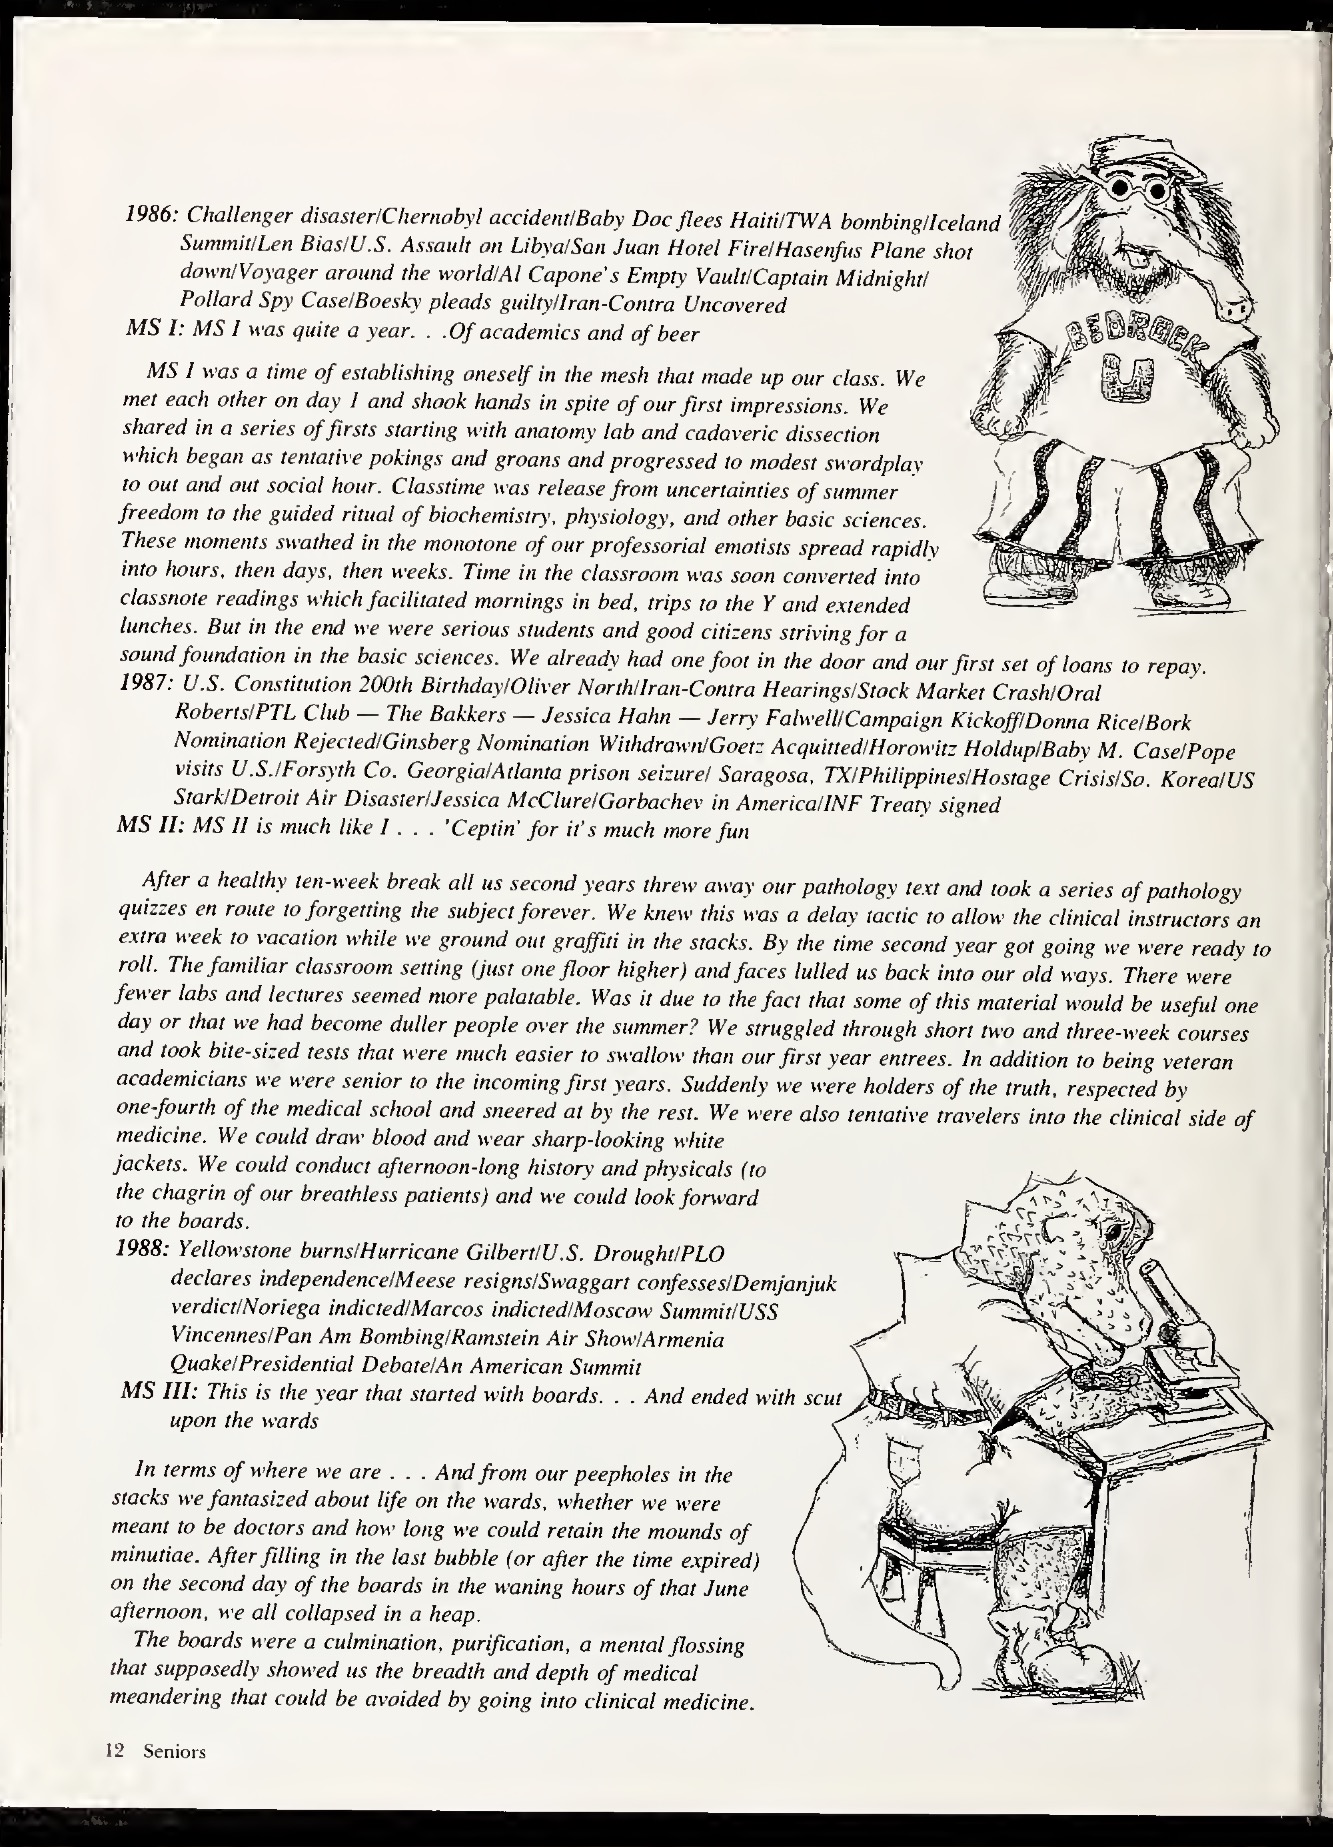 1986: Challenger disaster/Chernobyl accident/Baby Doc flees Haiti/TWA bombing/Iceland
Summit/Len Bias/U.S. Assault on Libya/San Juan Hotel Fire/Hasenfus Plane shot
down/Voyager around the world/Al Capone's Empty Vault/Captain Midnight/
Pollard Spy Case/Boesky pleads guilty/Iran-Contra Uncovered
MS I: MS I was quite a year. . .Of academics and of beer
BEDROCK
U
MS I was a time of establishing oneself in the mesh that made up our class. We
met each other on day 1 and shook hands in spite of our first impressions. We
shared in a series of firsts starting with anatomy lab and cadaveric dissection
which began as tentative pokings and groans and progressed to modest swordplay
to out and out social hour. Classtime was release from uncertainties of summer
freedom to the guided ritual of biochemistry, physiology, and other basic sciences.
These moments swathed in the monotone of our professorial emotists spread rapidly
into hours, then days, then weeks. Time in the classroom was soon converted into
classnote readings which facilitated mornings in bed, trips to the Y and extended
lunches. But in the end we were serious students and good citizens striving for a
sound foundation in the basic sciences. We already had one foot in the door and our first set of loans to repay.
1987: U.S. Constitution 200th Birthday/Oliver North/Iran-Contra Hearings/Stock Market Crash/Oral
Roberts/PTL Club — The Bakkers — Jessica Hahn — Jerry Falwell/Campaign Kickoff/Donna Rice/Bork
Nomination Rejected/Ginsberg Nomination Withdrawn/Goetz Acquitted/Horowitz Holdup/Baby M. Case/Pope
visits U.S./Forsyth Co. Georgia/Atlanta prison seizure/ Saragosa, TX/Philippines/Hostage Crisis/So. Korea/US
Stark/Detroit Air Disaster/Jessica McClure/Gorbachev in America/INF Treaty signed
MS II: MS II is much like I . . . 'Ceptin' for it's much more fun
After a healthy ten-week break all us second years threw away our pathology text and took a series of pathology
quizzes en route to forgetting the subject forever. We knew this was a delay tactic to allow the clinical instructors an
extra week to vacation while we ground out graffiti in the stacks. By the time second year got going we were ready to
roll. The familiar classroom setting (just one floor higher) and faces lulled us back into our old ways. There were
fewer labs and lectures seemed more palatable. Was it due to the fact that some of this material would be useful one
day or that we had become duller people over the summer? We struggled through short two and three-week courses
and took bite-sized tests that were much easier to swallow than our first year entrees. In addition to being veteran
academicians we were senior to the incoming first years. Suddenly we were holders of the truth, respected by
one-fourth of the medical school and sneered at by the rest. We were also tentative travelers into the clinical side of
medicine. We could draw blood and wear sharp-looking white
jackets. We could conduct afternoon-long history and physicals (to
the chagrin of our breathless patients) and we could look forward
to the boards.
1988: Yellowstone burns/Hurricane Gilbert/U.S. Drought/PLO
declares independence/Meese resigns/Swaggart confesses/Demjanjuk
verdict/Noriega indicted/Marcos indicted/Moscow Summit/USS
Vincennes/Pan Am Bombing/Ramstein Air Show/Armenia
Quake/Presidential Debate/An American Summit
MS III: This is the year that started with boards. . . And ended with scut
upon the wards
In terms of where we are . . . And from our peepholes in the
stacks we fantasized about life on the wards, whether we were
meant to be doctors and how long we could retain the mounds of
minutiae. After filling in the last bubble (or after the time expired)
on the second day of the boards in the waning hours of that June
afternoon, we all collapsed in a heap.
The boards were a culmination, purification, a mental flossing
that supposedly showed us the breadth and depth of medical
meandering that could be avoided by going into clinical medicine.
12 Seniors